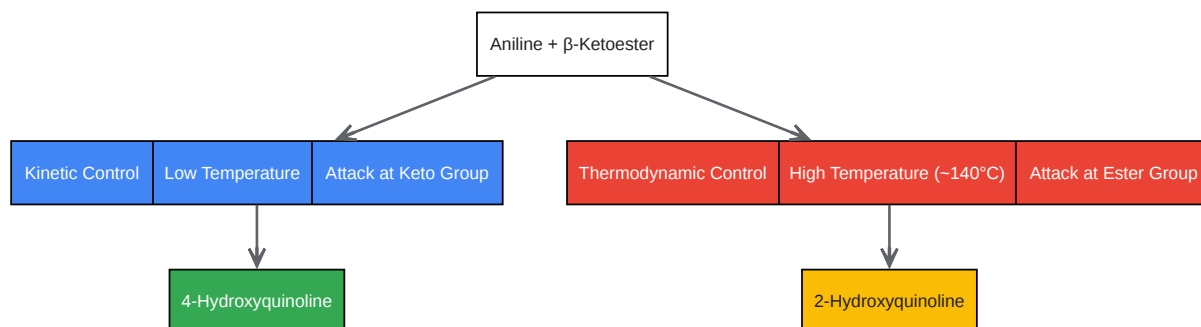 Aniline + β-Ketoester
Kinetic Control
Low Temperature
Attack at Keto Group
Thermodynamic Control
High Temperature (~140°C)
Attack at Ester Group
4-Hydroxyquinoline
2-Hydroxyquinoline